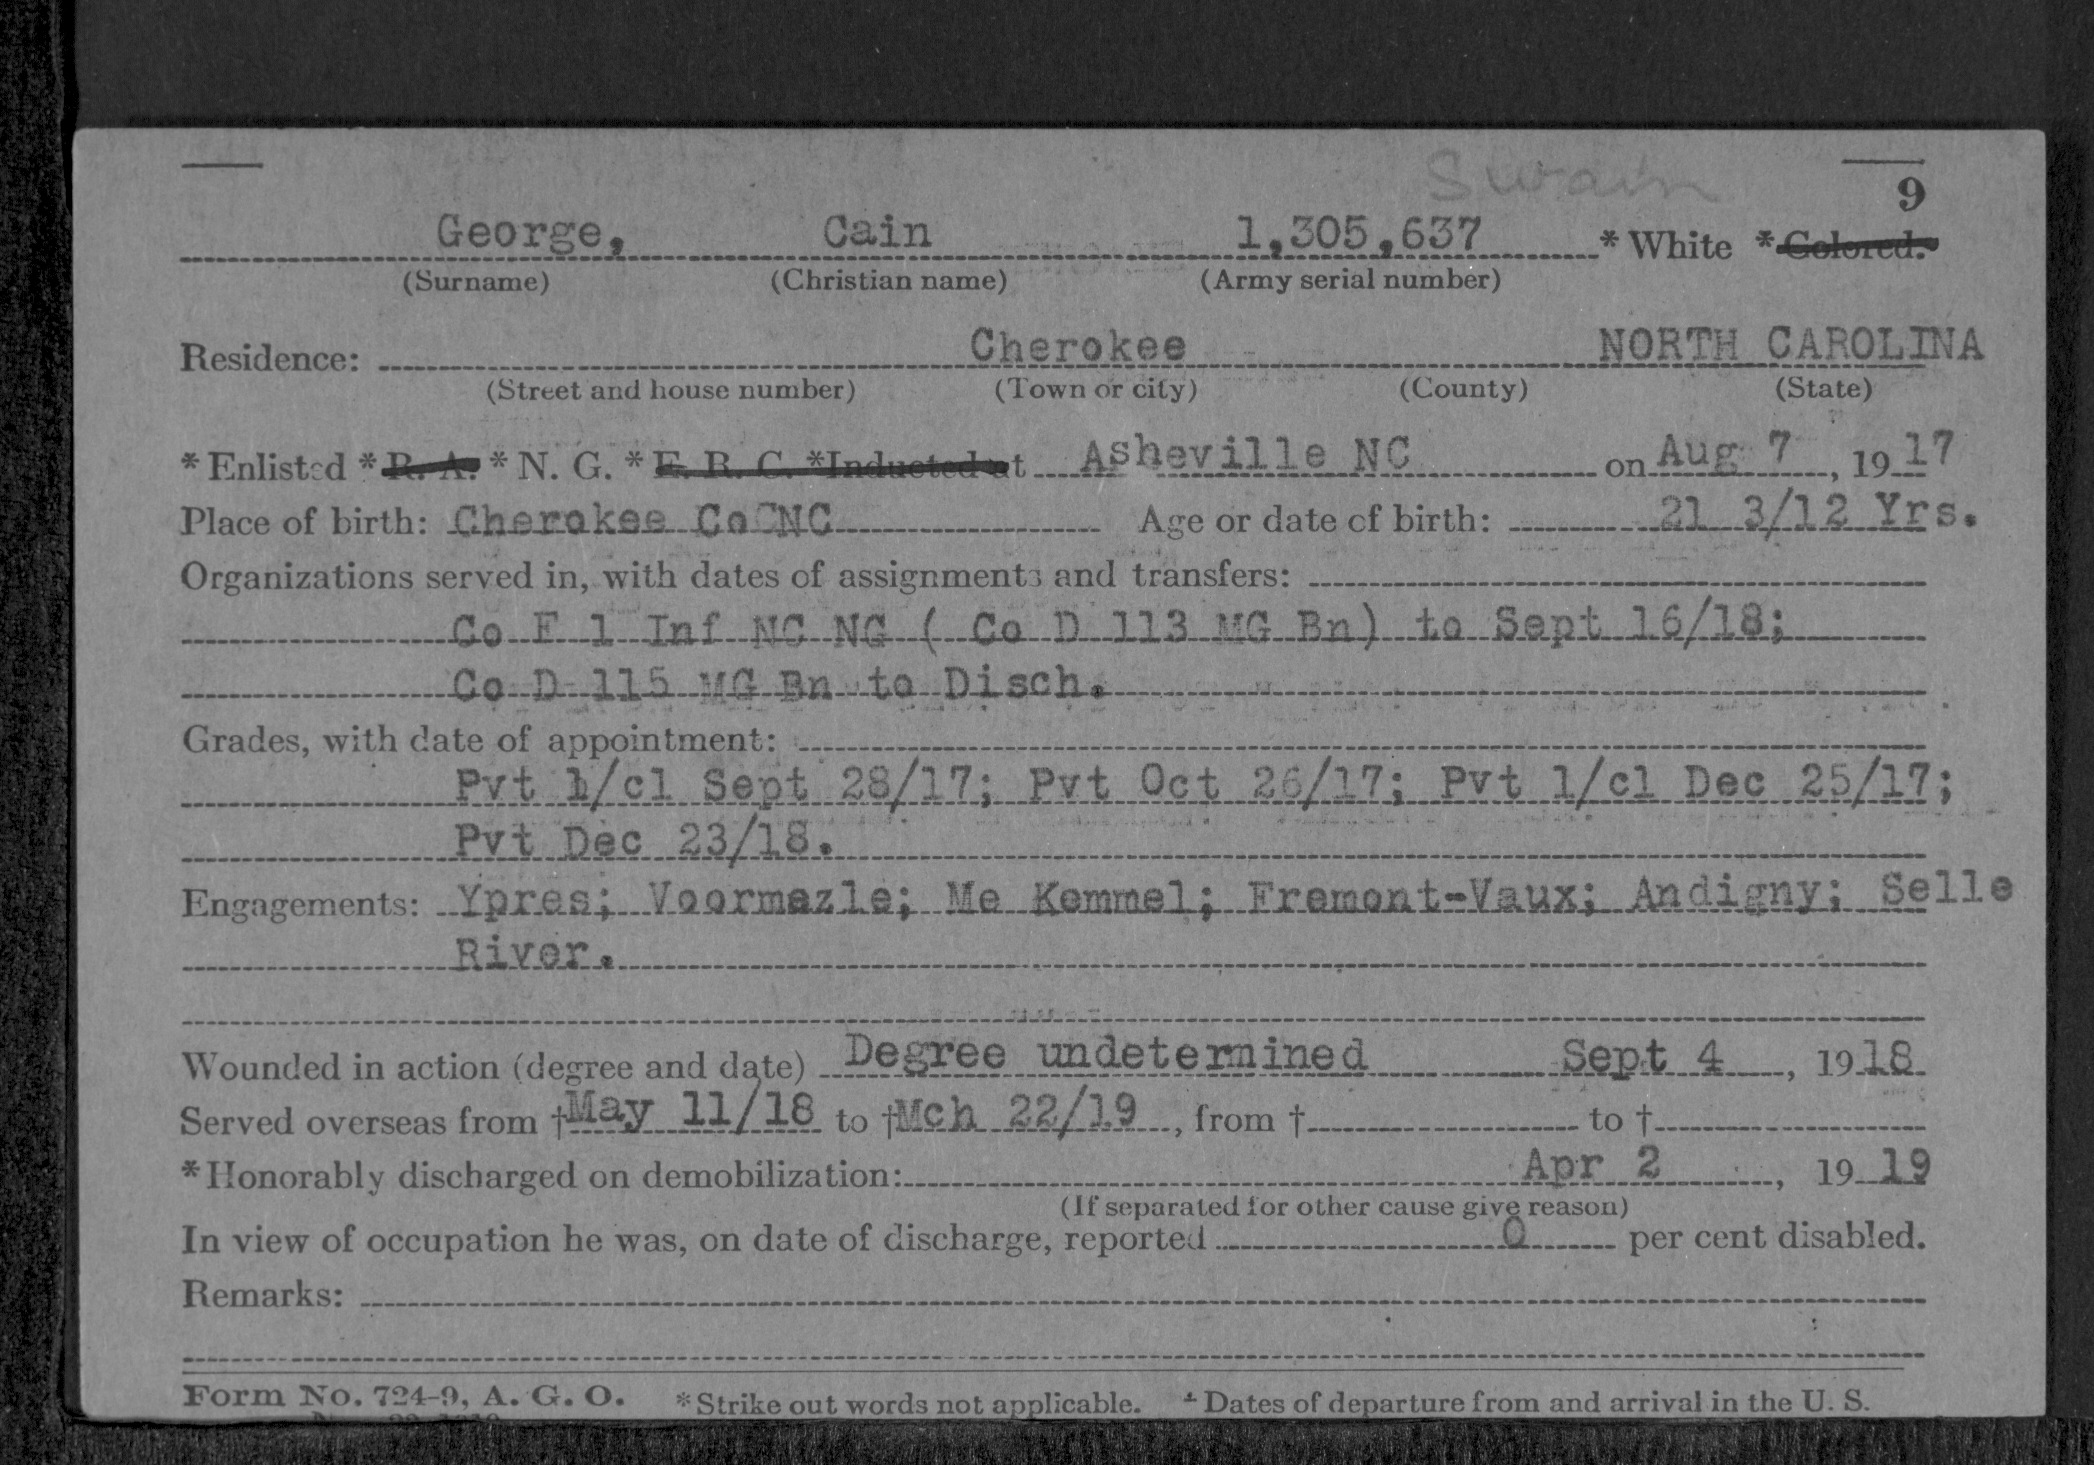 Swain
9
George, Cain 1,305,637 * White * Colored.
(Surname) (Christian name) (Army serial number)
Residence: Cherokee NORTH CAROLINA
(Street and house number) (Town or city) (County) (State)
* Enlisted * R. A. * N. G. * E. R. C. * Inducted at Asheville NC on Aug 7, 1917
Place of birth: Cherokee Co NC Age or date of birth: 21 3/12 Yrs.
Organizations served in, with dates of assignments and transfers:
Co F 1 Inf NC NG ( Co D 113 MG Bn) to Sept 16/18;
Co D 115 MG Bn to Disch.
Grades, with date of appointment:
Pvt 1/cl Sept 28/17; Pvt Oct 26/17; Pvt 1/cl Dec 25/17;
Pvt Dec 23/18.
Engagements: Ypres; Voormezle; Me Kemmel; Fremont-Vaux; Andigny; Selle
River.
Wounded in action (degree and date) Degree undetermined Sept 4, 1918
Served overseas from †May 11/18 to †Mch 22/19, from † to †
* Honorably discharged on demobilization: Apr 2, 1919
(If separated for other cause give reason)
In view of occupation he was, on date of discharge, reported 0 per cent disabled.
Remarks:
Form No. 724-9, A. G. O. * Strike out words not applicable. † Dates of departure from and arrival in the U. S.